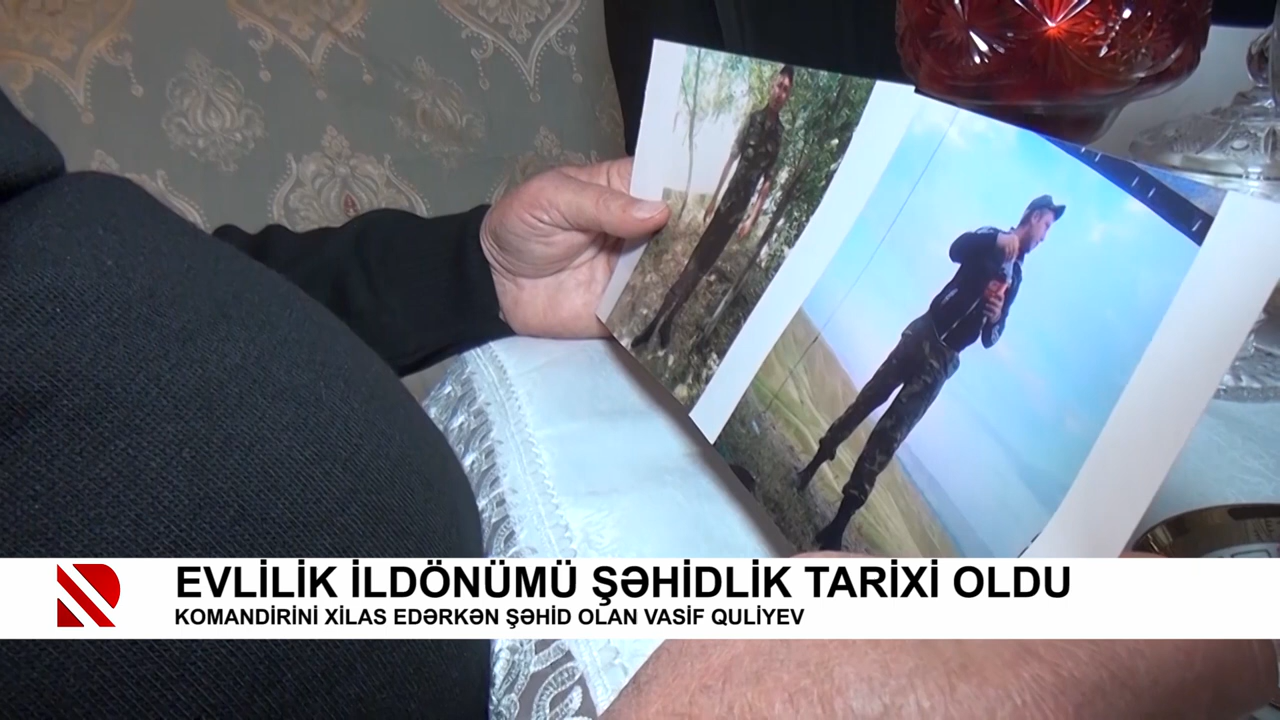 EVLİLİK İLDÖNÜMÜ ŞƏHİDLİK TARİXİ OLDU
KOMANDİRİNİ XİLAS EDƏRKƏN ŞƏHİD OLAN VASİF QULİYEV